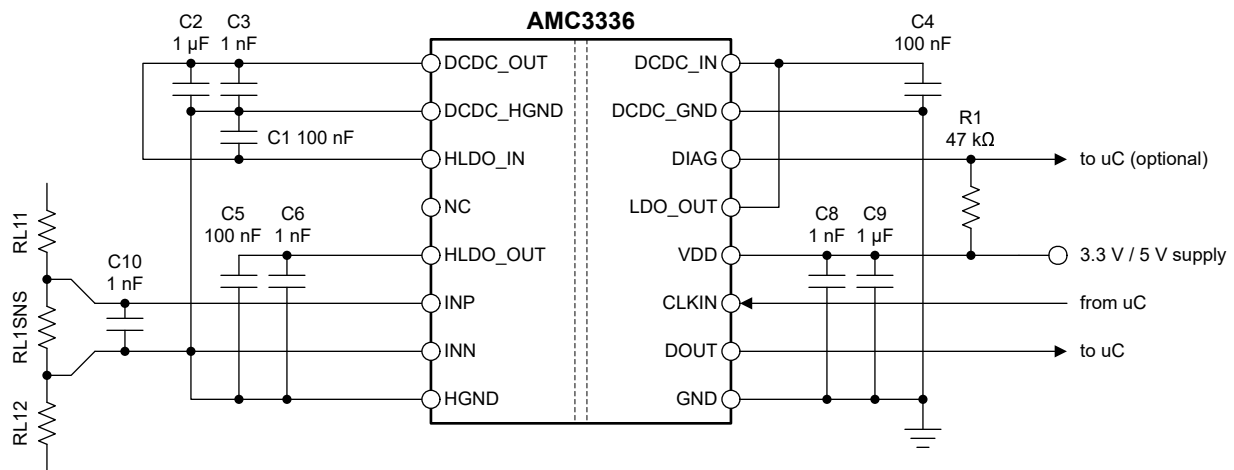 AMC3336
C2
1 µF
C3
1 nF
C4
100 nF
DCDC_OUT
DCDC_IN
DCDC_HGND
DCDC_GND
C1 100 nF
R1
47 kΩ
HLDO_IN
DIAG
to uC (optional)
NC
LDO_OUT
RL11
C5
100 nF
C6
1 nF
C8
1 nF
C9
1 µF
HLDO_OUT
VDD
3.3 V / 5 V supply
C10
1 nF
INP
CLKIN
from uC
RL1SNS
INN
DOUT
to uC
HGND
GND
RL12